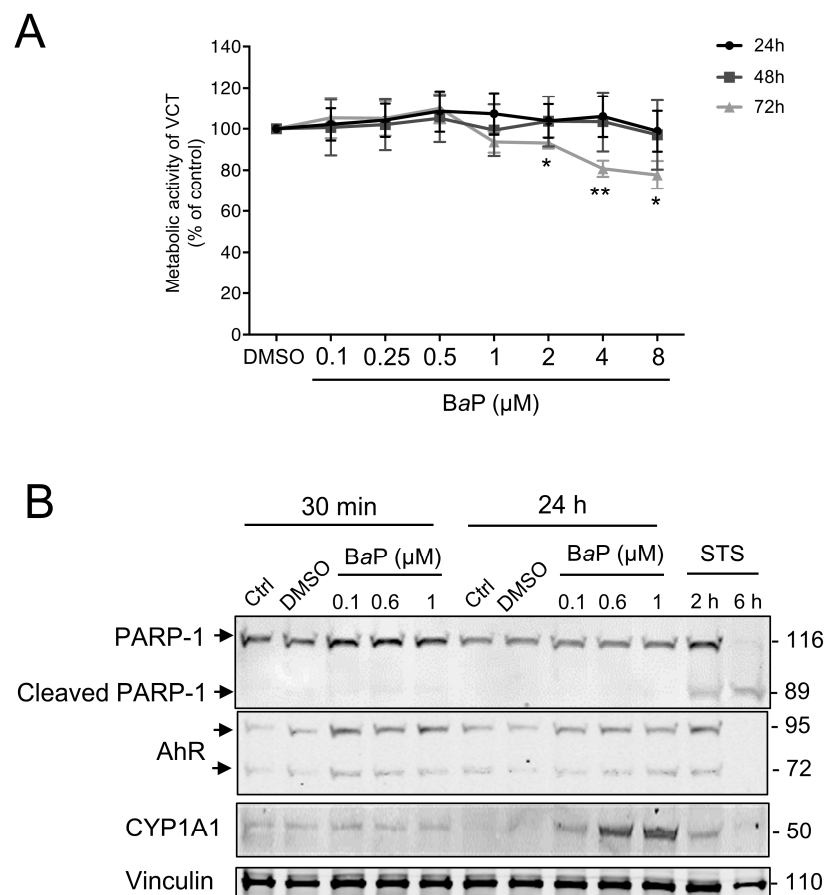 A
Metabolic activity of VCT
(% of control)
140
120
100
80
60
40
20
0
24h
48h
72h
*
**
*
DMSO 0.1 0.25 0.5 1 2 4 8
BaP (µM)
B
30 min 24 h
Ctrl DMSO BaP (µM) Ctrl DMSO BaP (µM) STS
0.1 0.6 1 0.1 0.6 1 2 h 6 h
PARP-1 - 116
Cleaved PARP-1 - 89
- 95
AhR
- 72
CYP1A1 - 50
Vinculin - 110